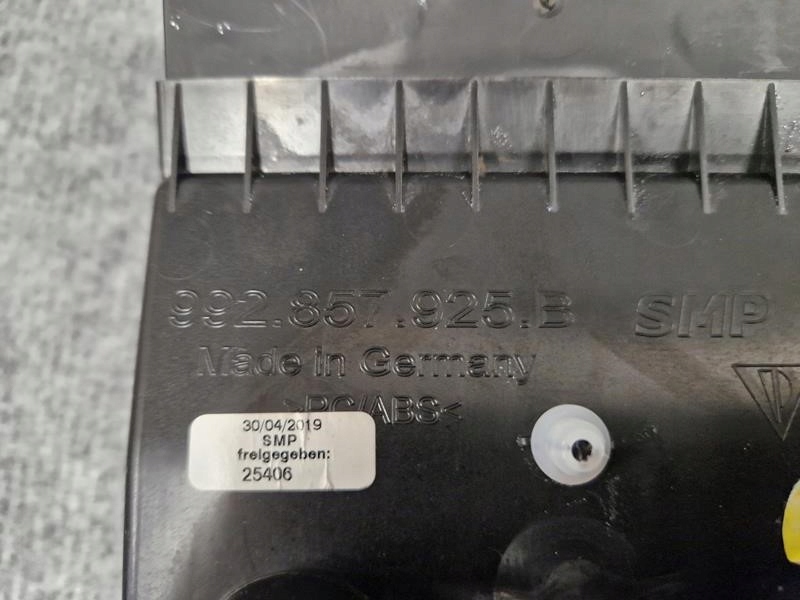 992.857.925.B SMP
Made in Germany
>PC/ABS<
30/04/2019
SMP
freigegeben:
25406